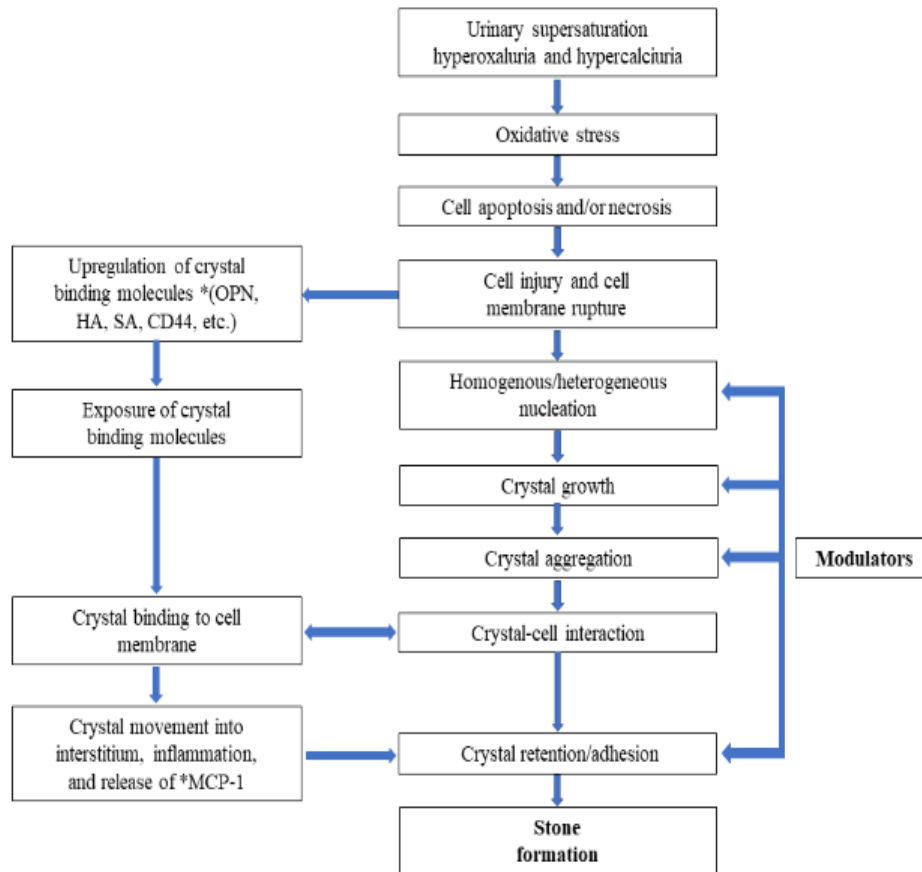 Urinary supersaturation
hyperoxaluria and hypercalciuria
Oxidative stress
Cell apoptosis and/or necrosis
Upregulation of crystal
binding molecules *(OPN,
HA, SA, CD44, etc.)
Cell injury and cell
membrane rupture
Exposure of crystal
binding molecules
Homogenous/heterogeneous
nucleation
Crystal growth
Crystal aggregation
Modulators
Crystal binding to cell
membrane
Crystal-cell interaction
Crystal movement into
interstitium, inflammation,
and release of *MCP-1
Crystal retention/adhesion
Stone
formation